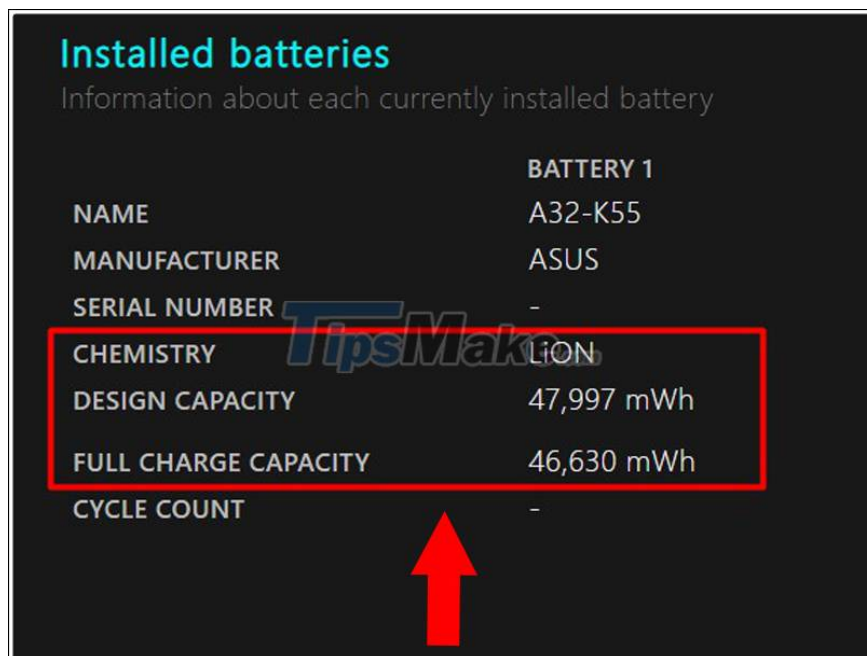 Installed batteries
Information about each currently installed battery
BATTERY 1
NAME A32-K55
MANUFACTURER ASUS
SERIAL NUMBER -
TipsMake.com
CHEMISTRY LiON
DESIGN CAPACITY 47,997 mWh
FULL CHARGE CAPACITY 46,630 mWh
CYCLE COUNT -